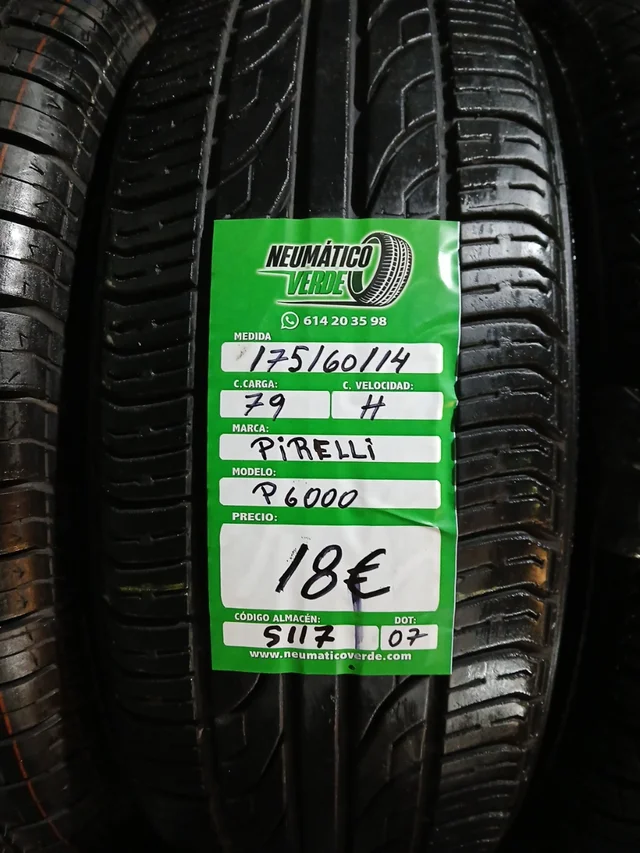 NEUMÁTICO
VERDE
614 20 35 98
MEDIDA
175/60/14
C.CARGA: C. VELOCIDAD:
79 H
MARCA:
PiRELLi
MODELO:
P6000
PRECIO:
18€
CÓDIGO ALMACÉN: DOT:
S117 07
www.neumaticoverde.com